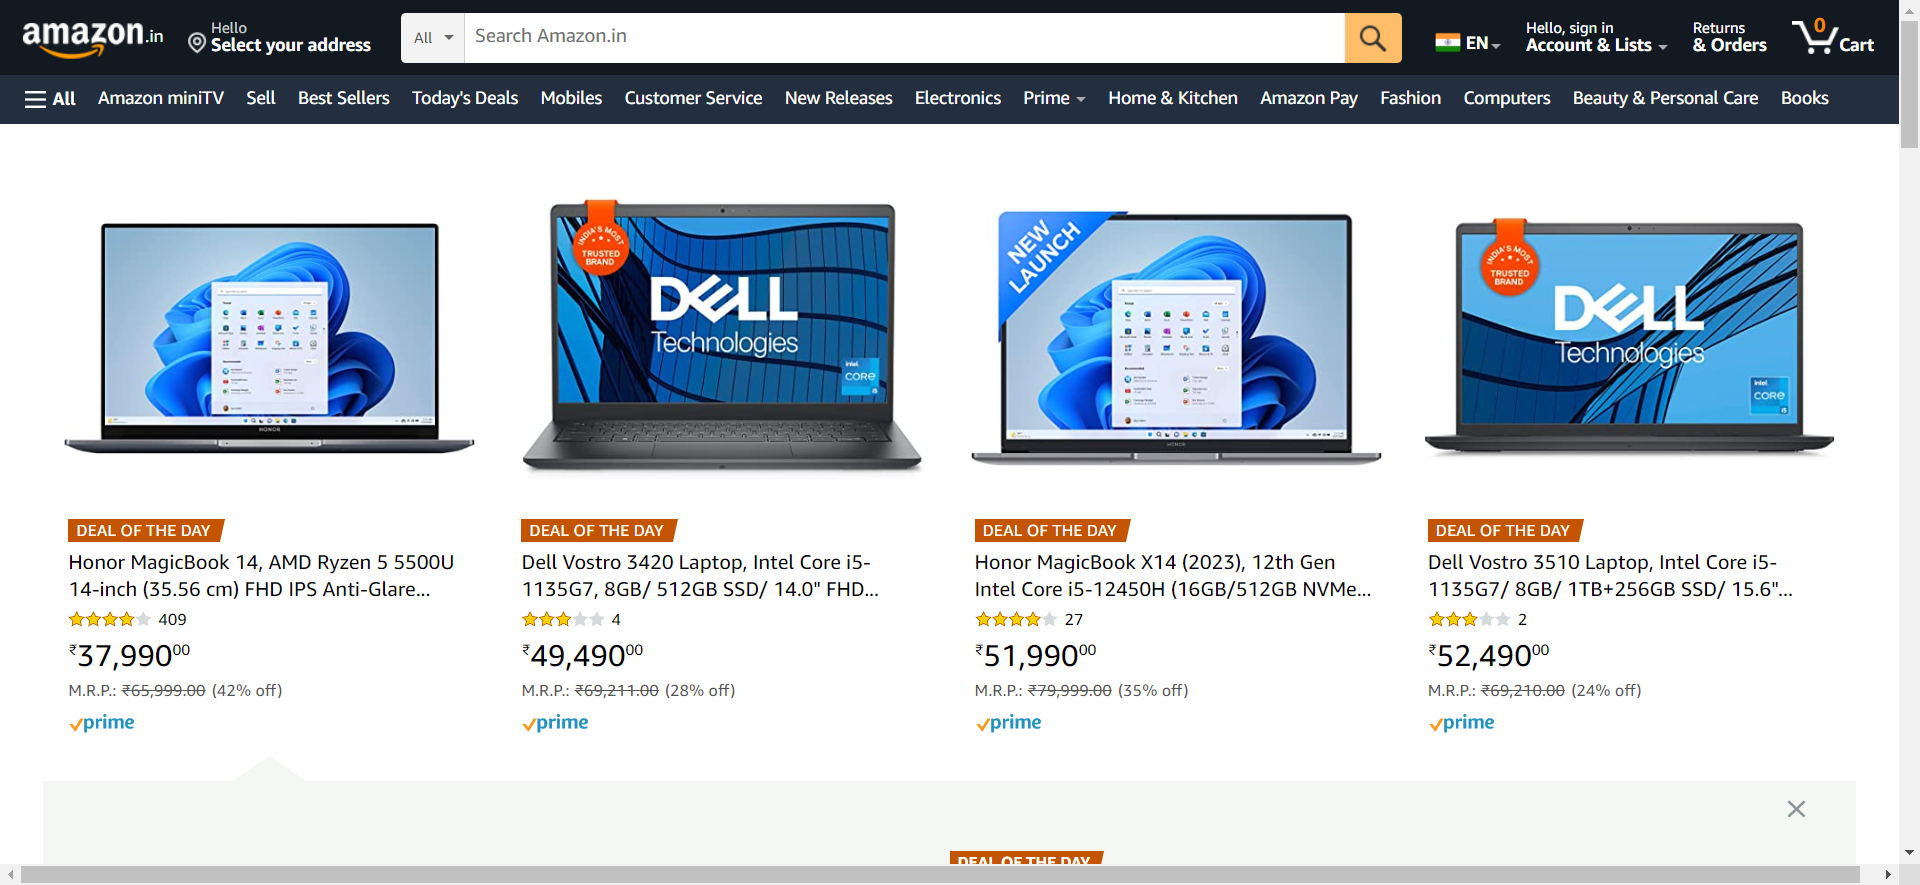 amazon.in
Hello
Select your address
All
Search Amazon.in
EN
Hello, sign in
Account & Lists
Returns
& Orders
0
Cart
All
Amazon miniTV
Sell
Best Sellers
Today's Deals
Mobiles
Customer Service
New Releases
Electronics
Prime
Home & Kitchen
Amazon Pay
Fashion
Computers
Beauty & Personal Care
Books
HONOR
INDIA'S MOST
TRUSTED
BRAND
DELL
Technologies
intel
CORE
i5
NEW
LAUNCH
HONOR
INDIA'S MOST
TRUSTED
BRAND
DELL
Technologies
intel
CORE
i5
DEAL OF THE DAY
Honor MagicBook 14, AMD Ryzen 5 5500U
14-inch (35.56 cm) FHD IPS Anti-Glare...
409
₹37,99000
M.R.P.: ₹65,999.00 (42% off)
prime
DEAL OF THE DAY
Dell Vostro 3420 Laptop, Intel Core i5-
1135G7, 8GB/ 512GB SSD/ 14.0" FHD...
4
₹49,49000
M.R.P.: ₹69,211.00 (28% off)
prime
DEAL OF THE DAY
Honor MagicBook X14 (2023), 12th Gen
Intel Core i5-12450H (16GB/512GB NVMe...
27
₹51,99000
M.R.P.: ₹79,999.00 (35% off)
prime
DEAL OF THE DAY
Dell Vostro 3510 Laptop, Intel Core i5-
1135G7/ 8GB/ 1TB+256GB SSD/ 15.6"...
2
₹52,49000
M.R.P.: ₹69,210.00 (24% off)
prime
DEAL OF THE DAY